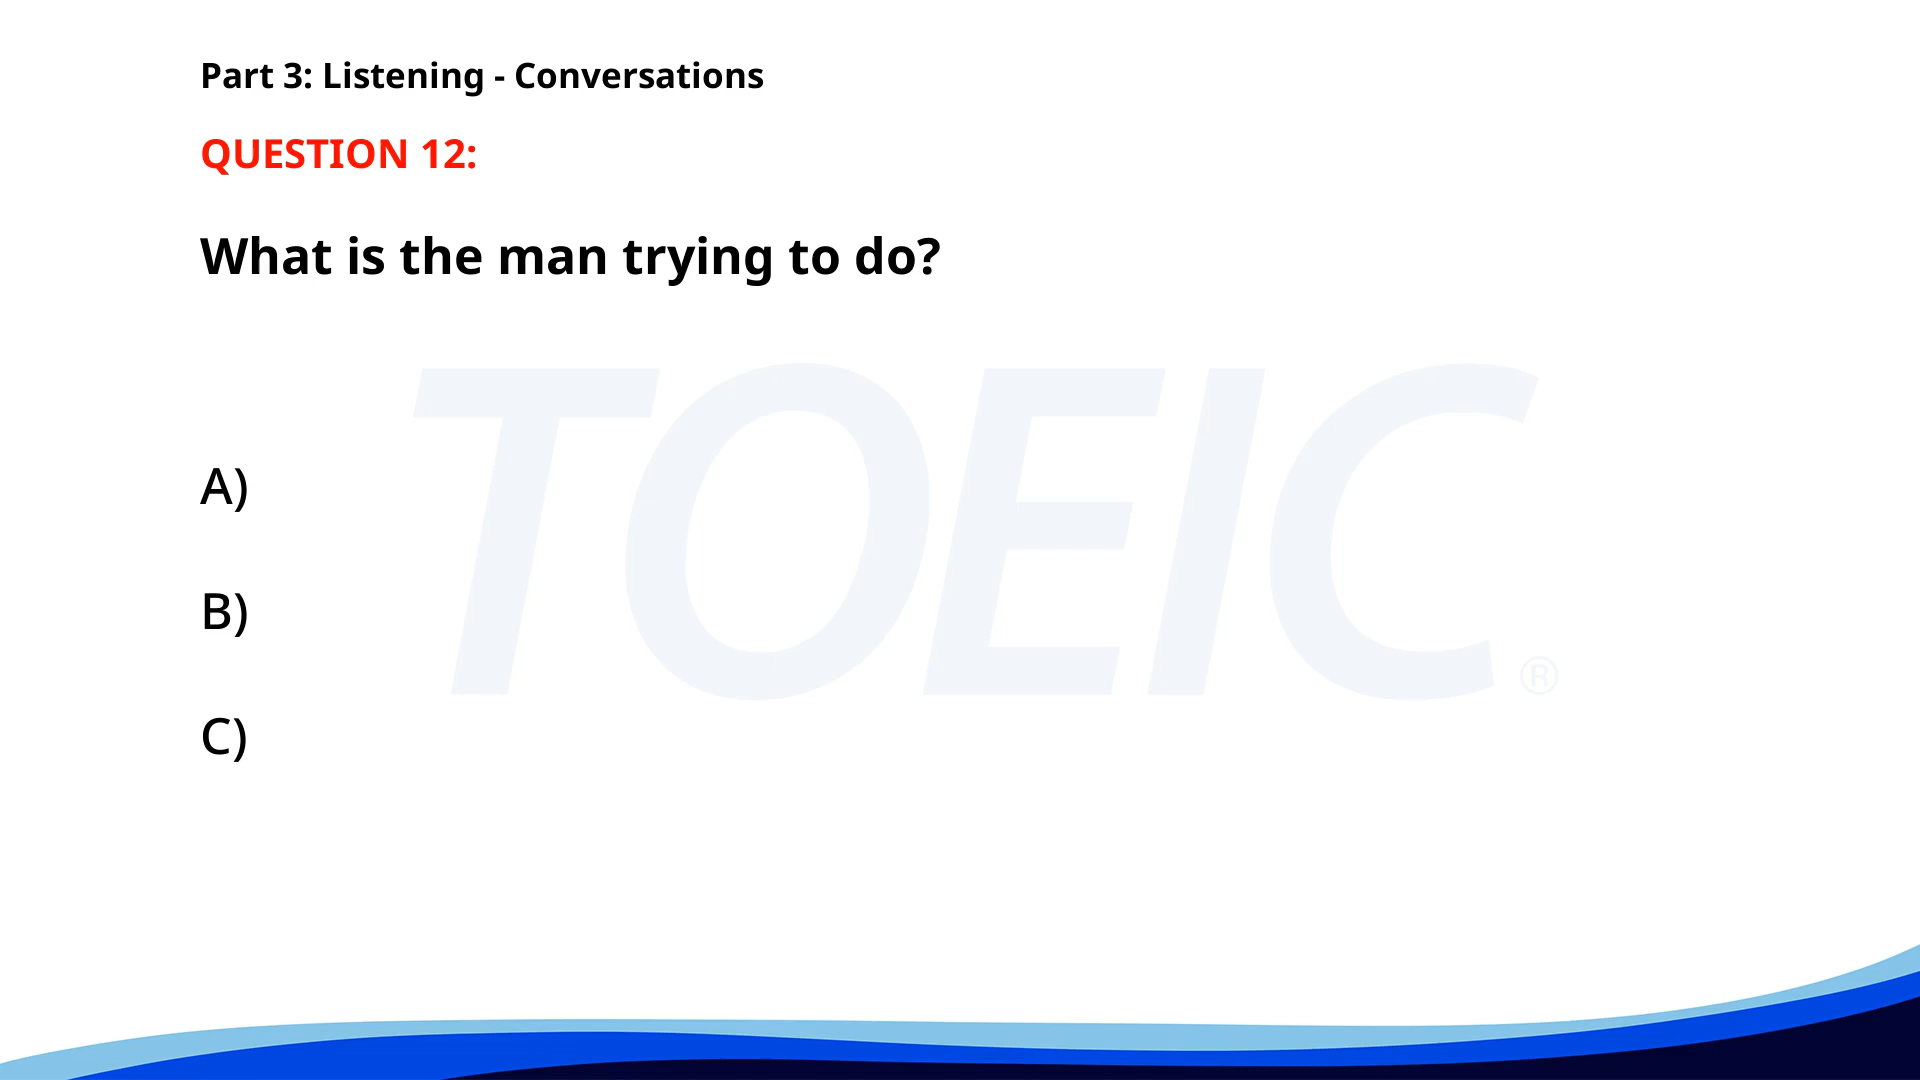 Part 3: Listening - Conversations
QUESTION 12:
What is the man trying to do?
TOEIC®
A)
B)
C)